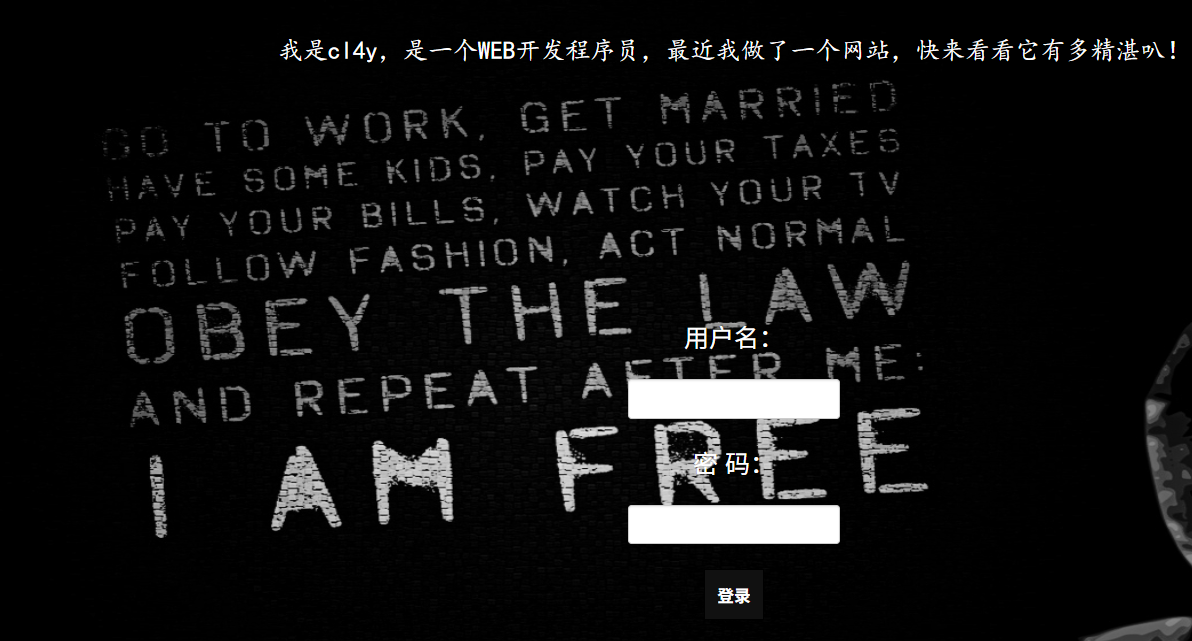 我是cl4y，是一个WEB开发程序员，最近我做了一个网站，快来看看它有多精湛叭！
GO TO WORK, GET MARRIED
HAVE SOME KIDS, PAY YOUR TAXES
PAY YOUR BILLS, WATCH YOUR TV
FOLLOW FASHION, ACT NORMAL
OBEY THE LAW
AND REPEAT AFTER ME:
I AM FREE
用户名：
密 码：
登录